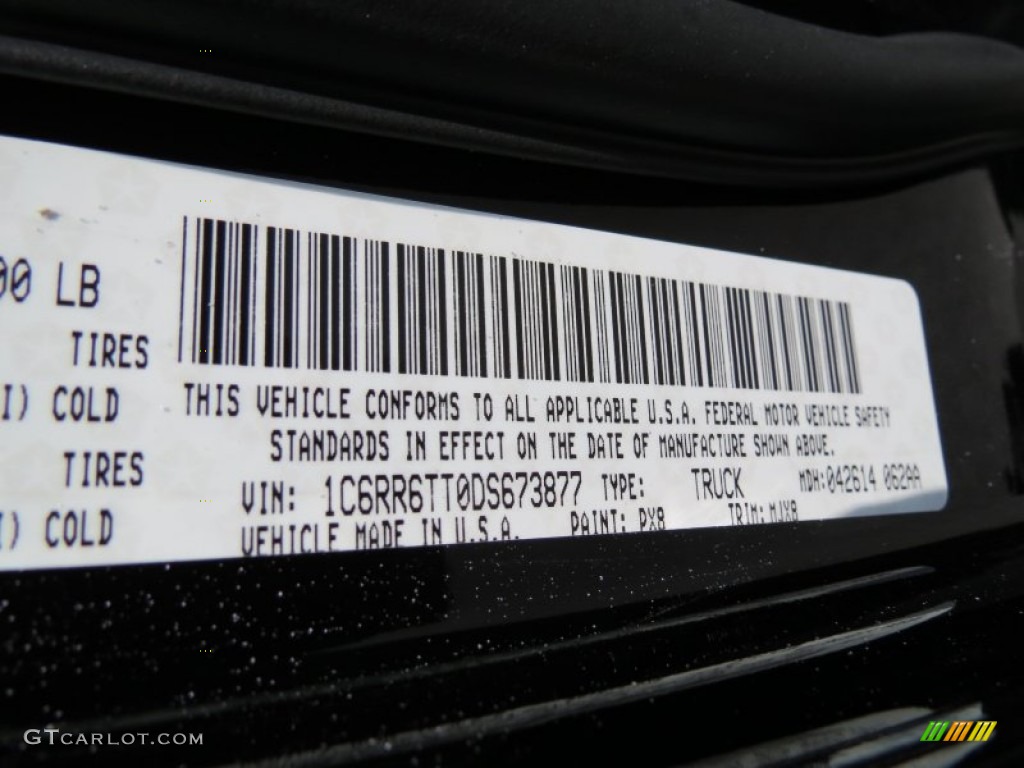 00 LB
TIRES
I) COLD
TIRES
I) COLD
THIS VEHICLE CONFORMS TO ALL APPLICABLE U.S.A. FEDERAL MOTOR VEHICLE SAFETY
STANDARDS IN EFFECT ON THE DATE OF MANUFACTURE SHOWN ABOVE.
VIN: 1C6RR6TT0DS673877 TYPE: TRUCK MDH:042614 062AA
VEHICLE MADE IN U.S.A. PAINT: PX8 TRIM: MJX8
GTCARLOT.COM